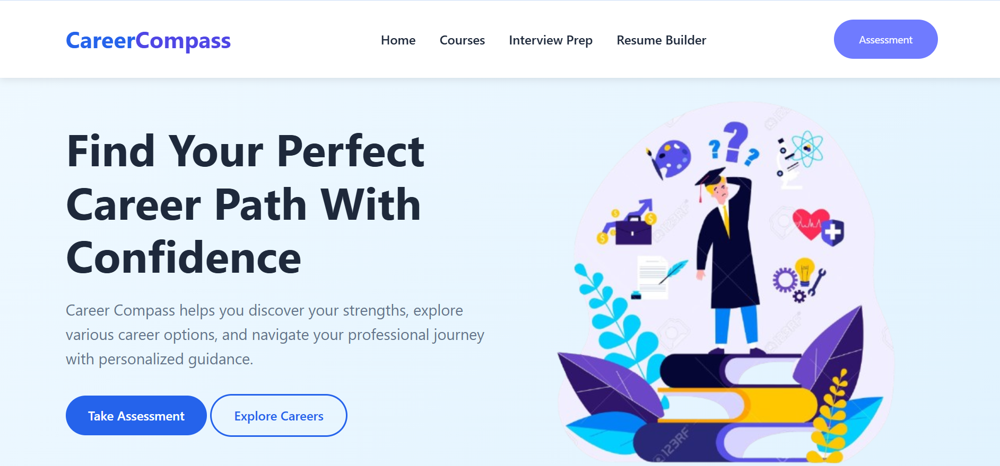 CareerCompass
Home
Courses
Interview Prep
Resume Builder
Assessment
Find Your Perfect
Career Path With
Confidence
Career Compass helps you discover your strengths, explore
various career options, and navigate your professional journey
with personalized guidance.
Take Assessment
Explore Careers
???
$
$
$
123RF
123RF
123RF